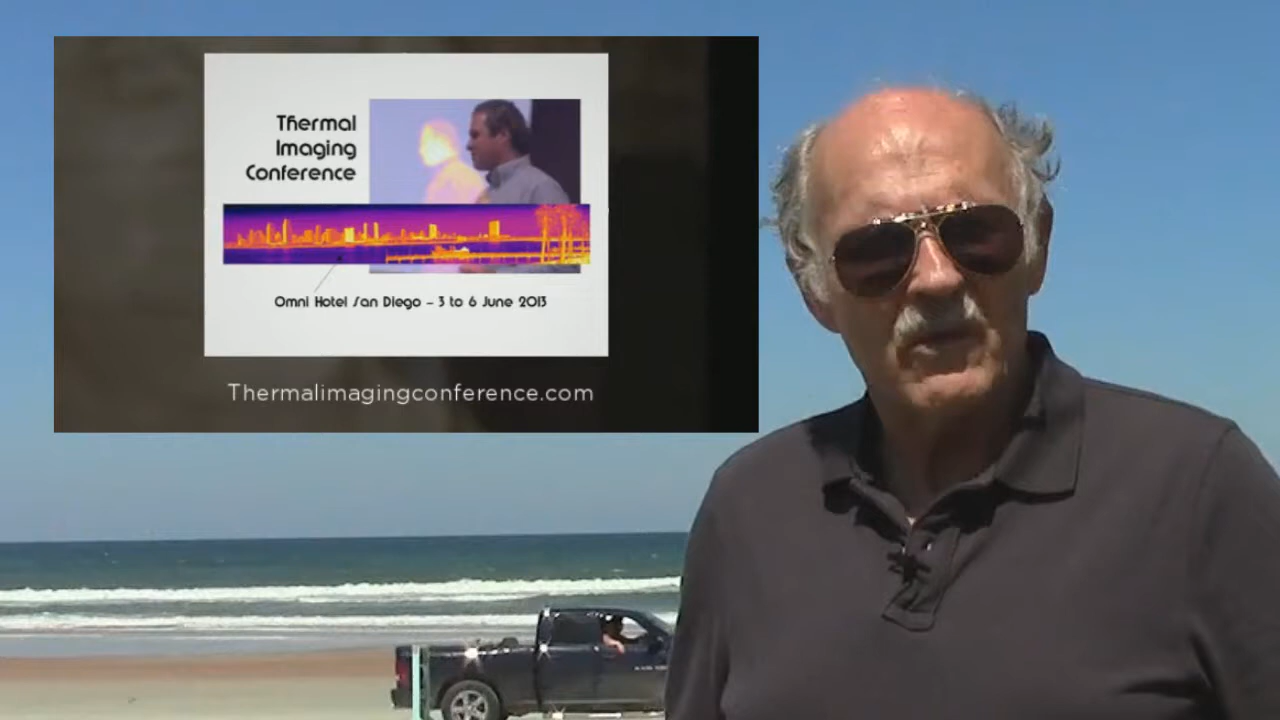 Thermal
Imaging
Conference
Omni Hotel San Diego – 3 to 6 June 2013
Thermalimagingconference.com